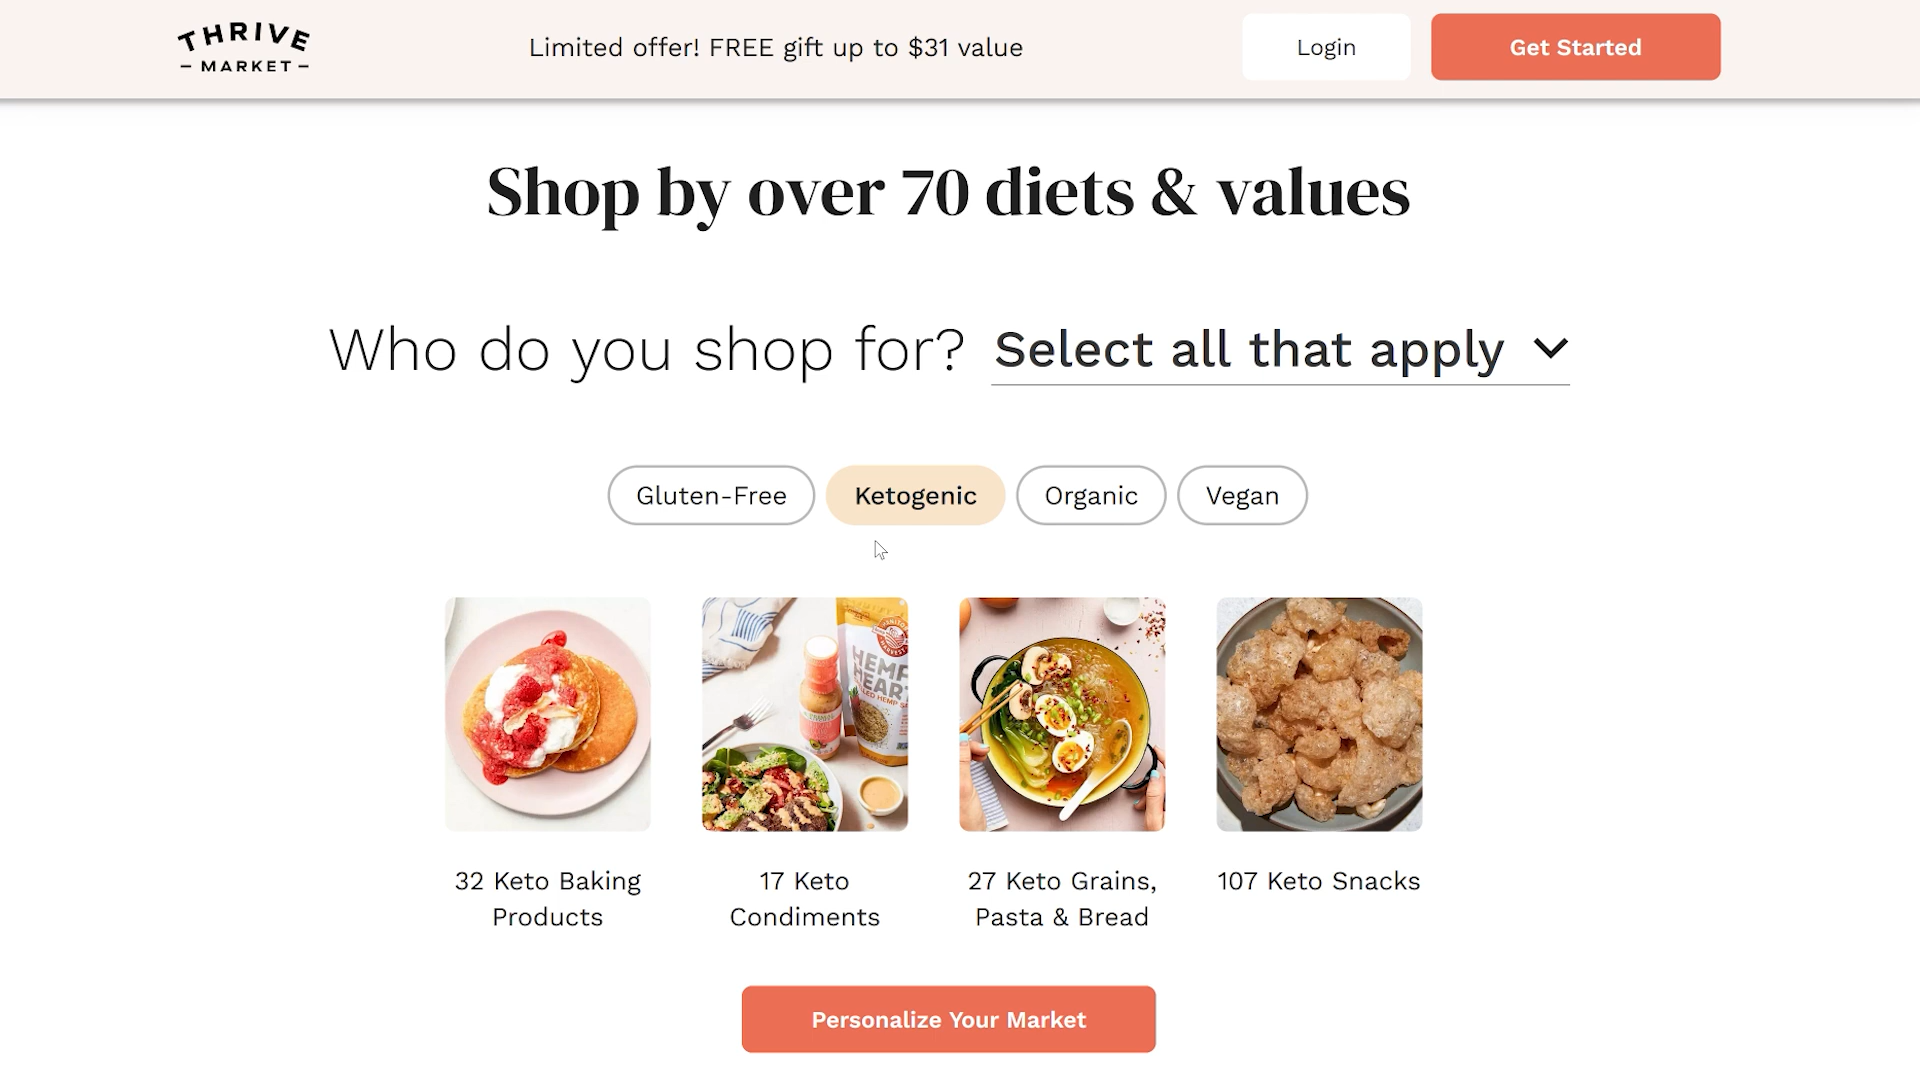 THRIVE
MARKET
Limited offer! FREE gift up to $31 value
Login
Get Started
Shop by over 70 diets & values
Who do you shop for? Select all that apply
Gluten-Free
Ketogenic
Organic
Vegan
HEMP
HEART
32 Keto Baking
Products
17 Keto
Condiments
27 Keto Grains,
Pasta & Bread
107 Keto Snacks
Personalize Your Market